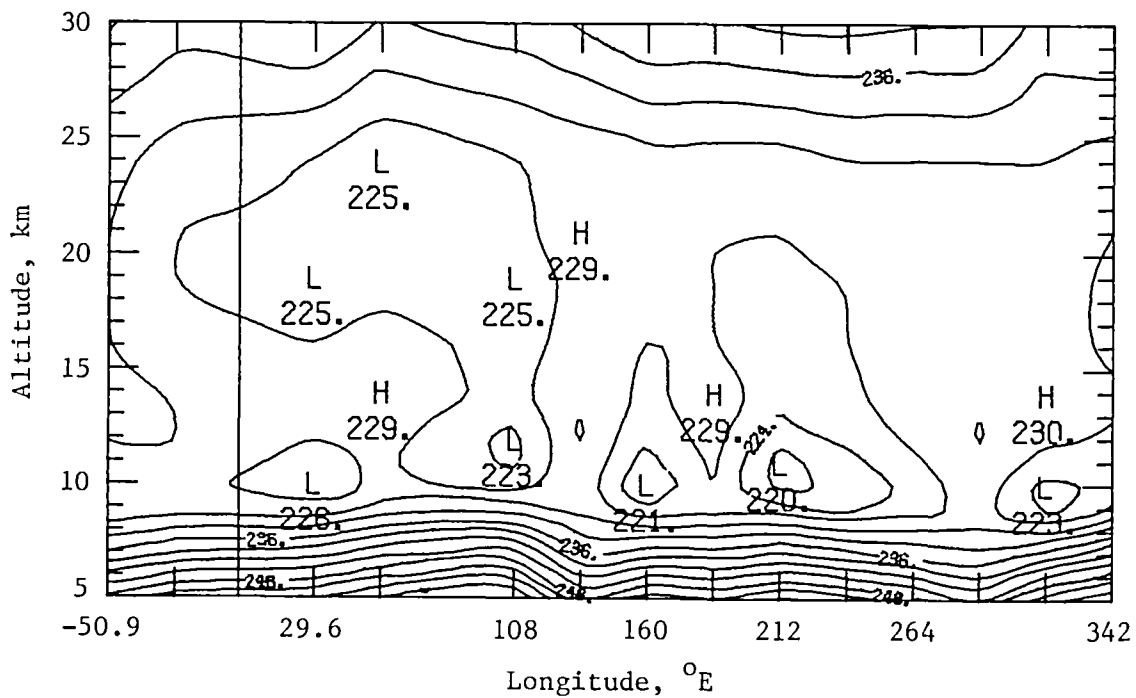 30
236.
25
L
225.
H
229.
20
L
225.
L
225.
Altitude, km
15
H
229.
L
223.
H
229.
224.
H
230.
10
L
226.
L
221.
L
220.
L
223.
236.
236.
236.
248.
248.
248.
5
-50.9 29.6 108 160 212 264 342
Longitude, °E